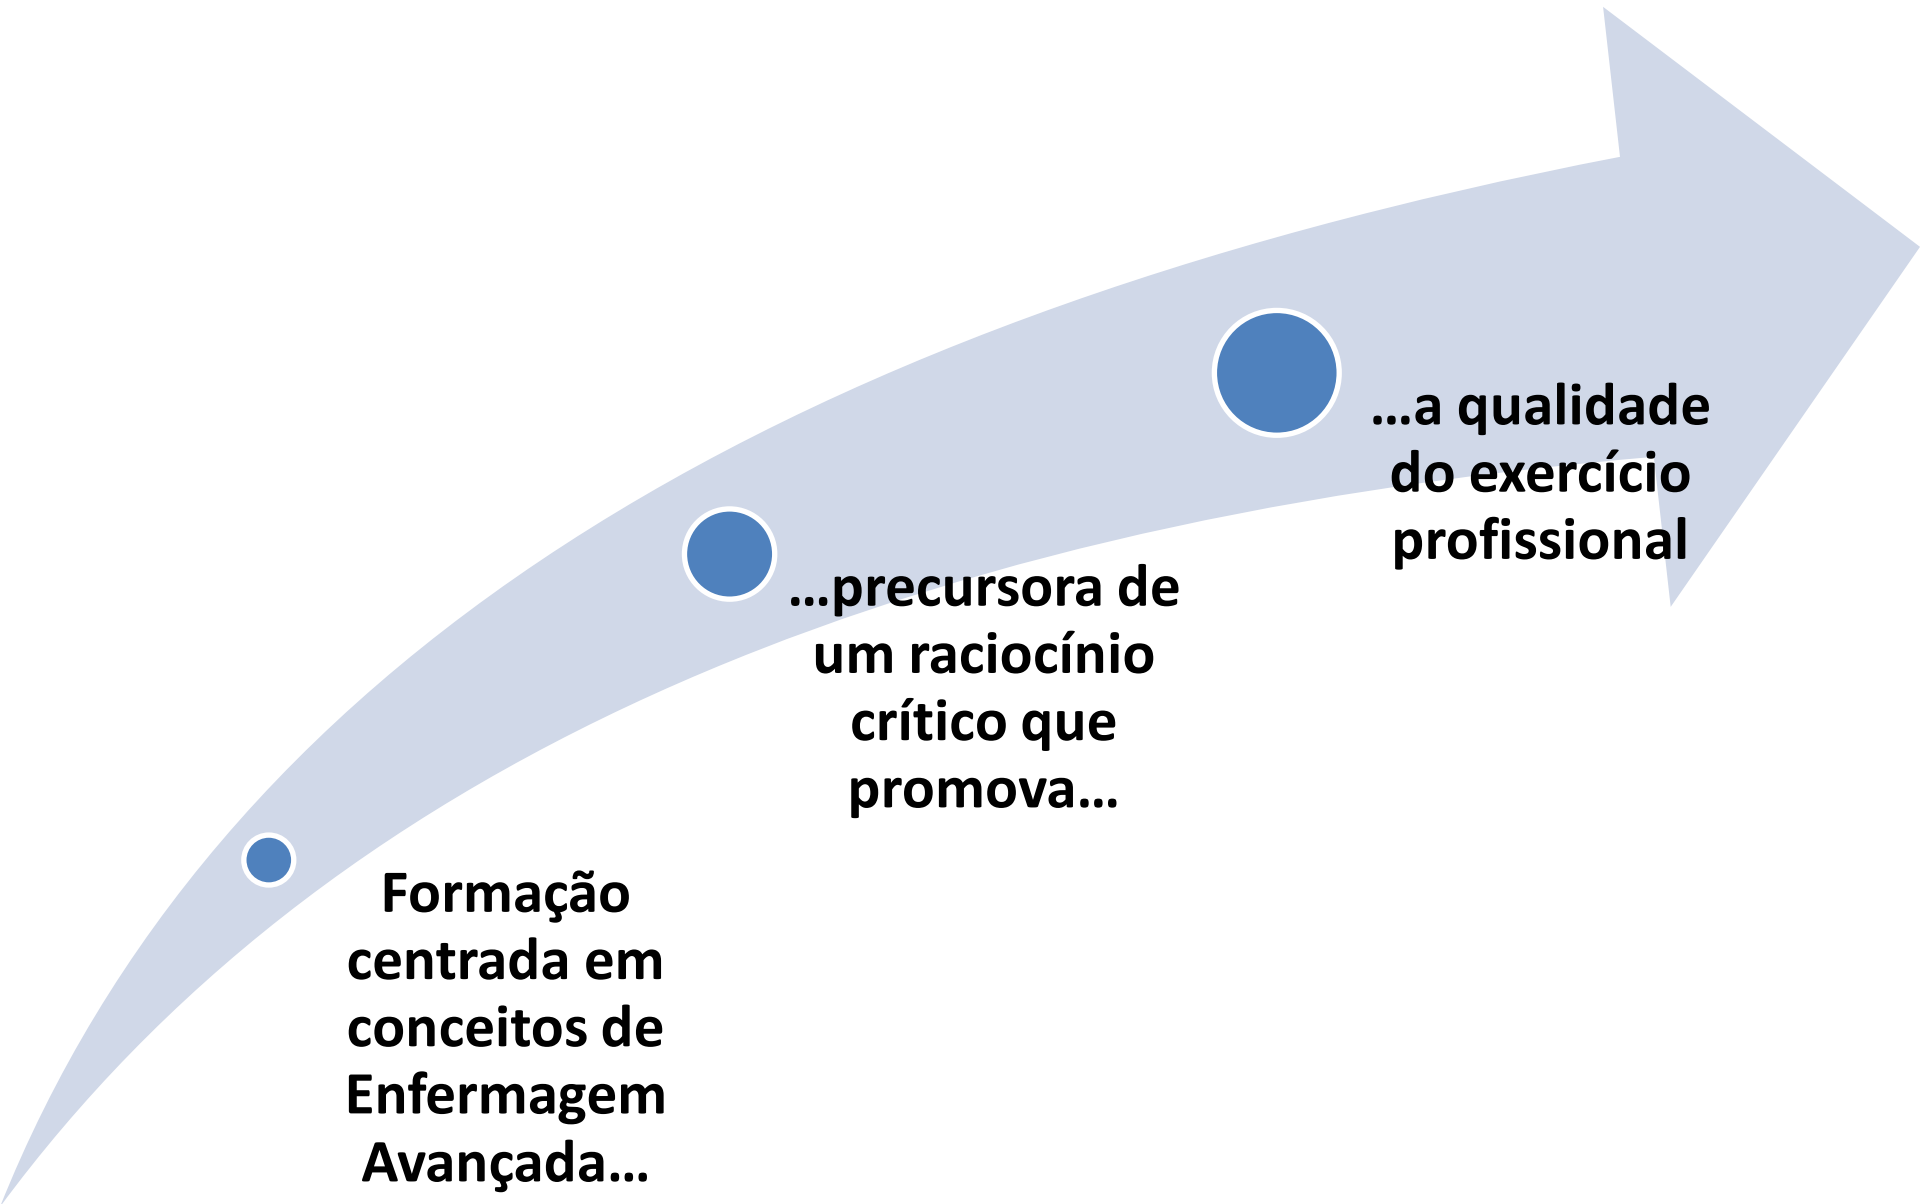 Formação
centrada em
conceitos de
Enfermagem
Avançada...
...precursora de
um raciocínio
crítico que
promova...
...a qualidade
do exercício
profissional